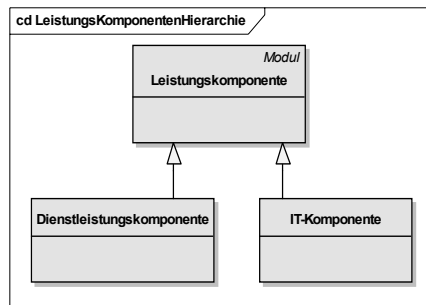 cd LeistungsKomponentenHierarchie
Modul
Leistungskomponente
Dienstleistungskomponente
IT-Komponente